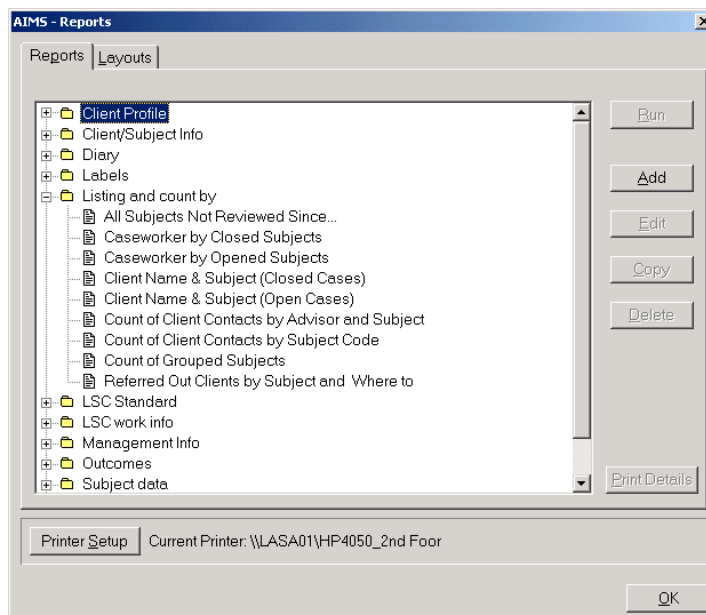 AIMS - Reports
Reports Layouts
Client Profile
Client/Subject Info
Diary
Labels
Listing and count by
All Subjects Not Reviewed Since...
Caseworker by Closed Subjects
Caseworker by Opened Subjects
Client Name & Subject (Closed Cases)
Client Name & Subject (Open Cases)
Count of Client Contacts by Advisor and Subject
Count of Client Contacts by Subject Code
Count of Grouped Subjects
Referred Out Clients by Subject and Where to
LSC Standard
LSC work info
Management Info
Outcomes
Subject data
Run
Add
Edit
Copy
Delete
Print Details
Printer Setup Current Printer: \\LASA01\HP4050_2nd Foor
OK